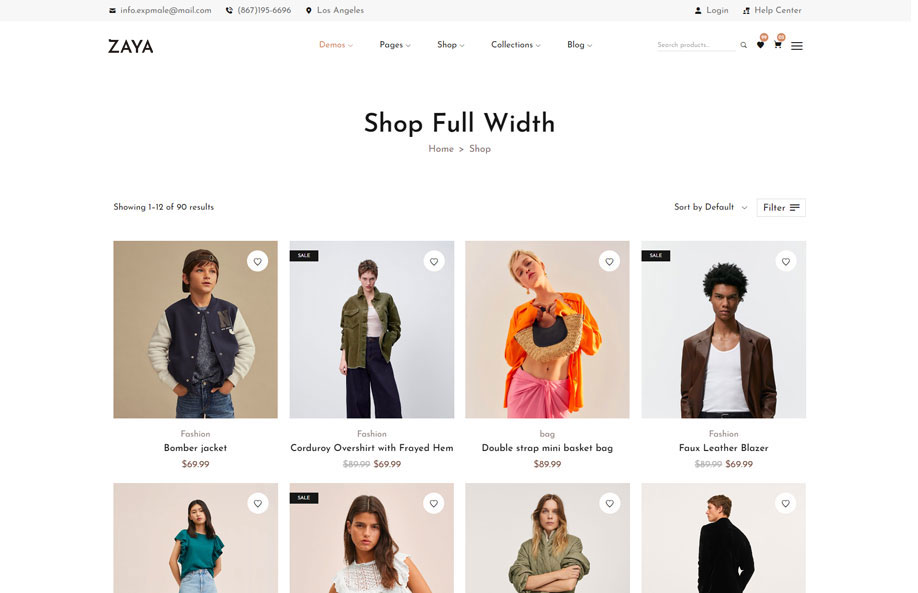 info.expmale@mail.com (867)195-6696 Los Angeles Login Help Center
ZAYA Demos Pages Shop Collections Blog Search products...
Shop Full Width
Home > Shop
Showing 1–12 of 90 results Sort by Default Filter
SALE SALE
Fashion Fashion bag Fashion
Bomber jacket Corduroy Overshirt with Frayed Hem Double strap mini basket bag Faux Leather Blazer
$69.99 $89.99 $69.99 $89.99 $89.99 $69.99
SALE